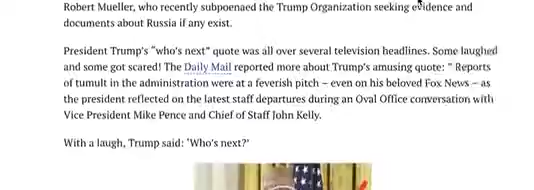 Robert Mueller, who recently subpoenaed the Trump Organization seeking evidence and
documents about Russia if any exist.
President Trump's "who's next" quote was all over several television headlines. Some laughed
and some got scared! The Daily Mail reported more about Trump's amusing quote: " Reports
of tumult in the administration were at a feverish pitch – even on his beloved Fox News – as
the president reflected on the latest staff departures during an Oval Office conversation with
Vice President Mike Pence and Chief of Staff John Kelly.
With a laugh, Trump said: 'Who's next?'